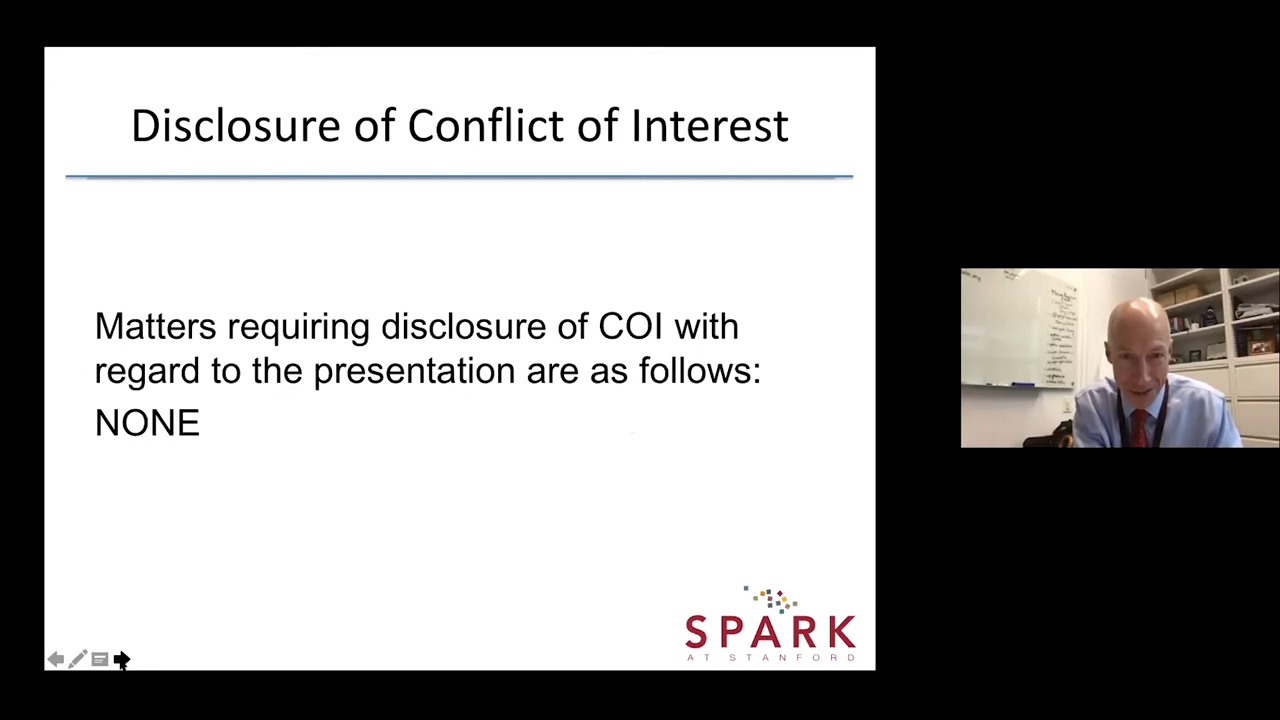 Disclosure of Conflict of Interest
Matters requiring disclosure of COI with
regard to the presentation are as follows:
NONE
SPARK
AT STANFORD